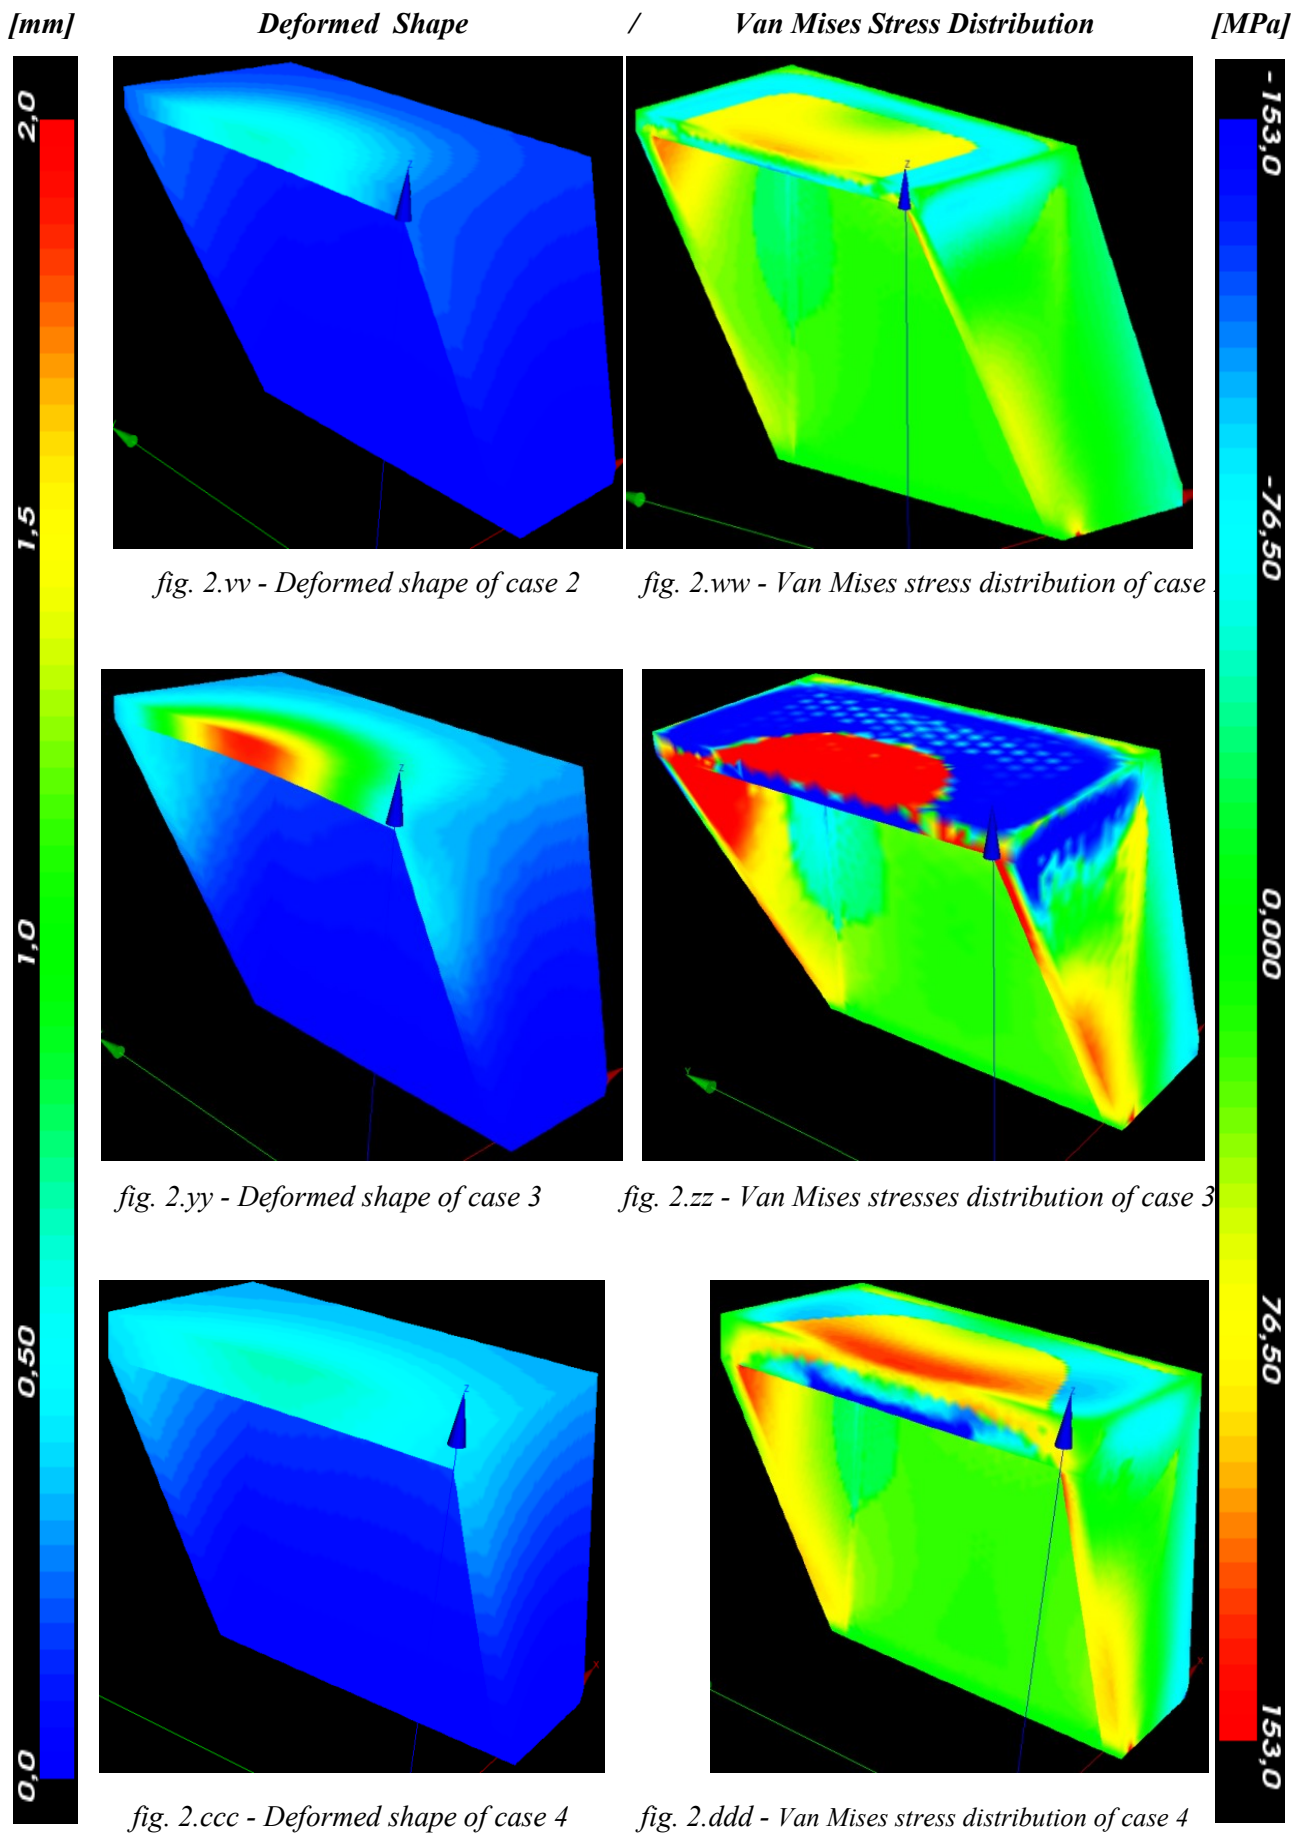 [mm] Deformed Shape / Van Mises Stress Distribution [MPa]
2,0
1,5
1,0
0,50
0,0
-153,0
-76,50
0,000
76,50
153,0
Z
Z
fig. 2.vv - Deformed shape of case 2
fig. 2.ww - Van Mises stress distribution of case
Z
Y
fig. 2.yy - Deformed shape of case 3
fig. 2.zz - Van Mises stresses distribution of case 3
Z
X
Z
X
fig. 2.ccc - Deformed shape of case 4
fig. 2.ddd - Van Mises stress distribution of case 4